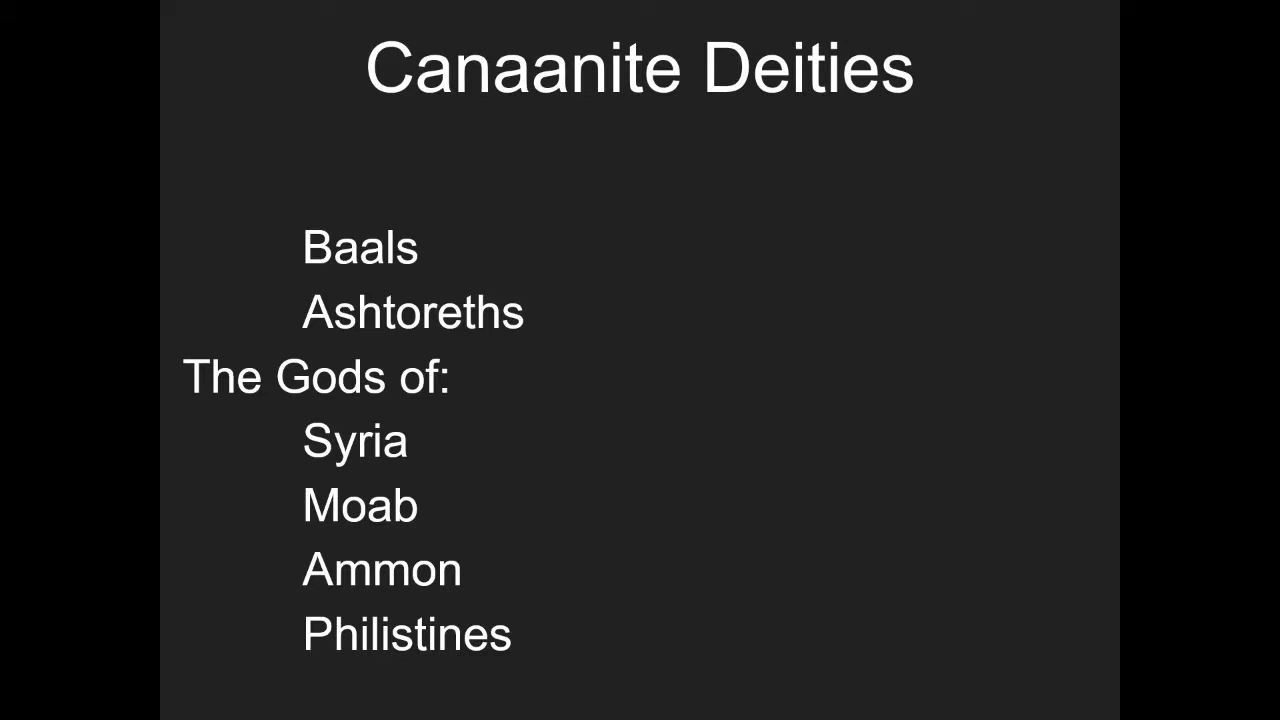 Canaanite Deities
Baals
Ashtoreths
The Gods of:
Syria
Moab
Ammon
Philistines